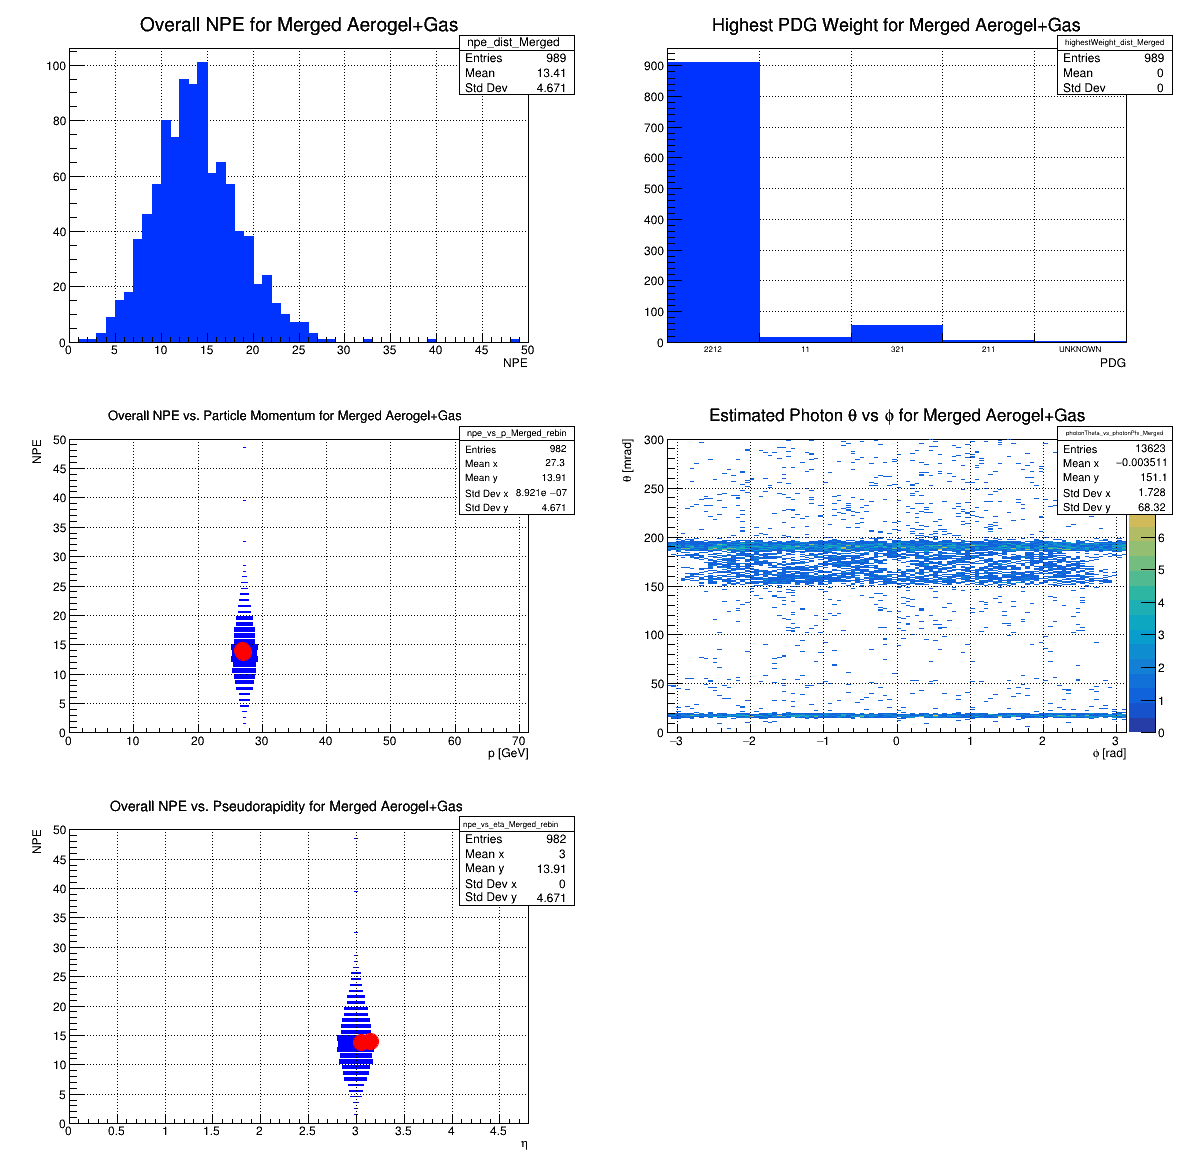 Overall NPE for Merged Aerogel+Gas
npe_dist_Merged
Entries 989
Mean 13.41
Std Dev 4.671
100
80
60
40
20
0
0 5 10 15 20 25 30 35 40 45 50
NPE
Highest PDG Weight for Merged Aerogel+Gas
highestWeight_dist_Merged
Entries 989
Mean 0
Std Dev 0
900
800
700
600
500
400
300
200
100
0
2212 11 321 211 UNKNOWN
PDG
Overall NPE vs. Particle Momentum for Merged Aerogel+Gas
npe_vs_p_Merged_rebin
Entries 982
Mean x 27.3
Mean y 13.91
Std Dev x 8.921e −07
Std Dev y 4.671
NPE
50
45
40
35
30
25
20
15
10
5
0
0 10 20 30 40 50 60 70
p [GeV]
Estimated Photon θ vs ϕ for Merged Aerogel+Gas
photonTheta_vs_photonPhi_Merged
Entries 13623
Mean x −0.003511
Mean y 151.1
Std Dev x 1.728
Std Dev y 68.32
θ [mrad]
300
250
200
150
100
50
0
−3 −2 −1 0 1 2 3
ϕ [rad]
6
5
4
3
2
1
0
Overall NPE vs. Pseudorapidity for Merged Aerogel+Gas
npe_vs_eta_Merged_rebin
Entries 982
Mean x 3
Mean y 13.91
Std Dev x 0
Std Dev y 4.671
NPE
50
45
40
35
30
25
20
15
10
5
0
0 0.5 1 1.5 2 2.5 3 3.5 4 4.5
η